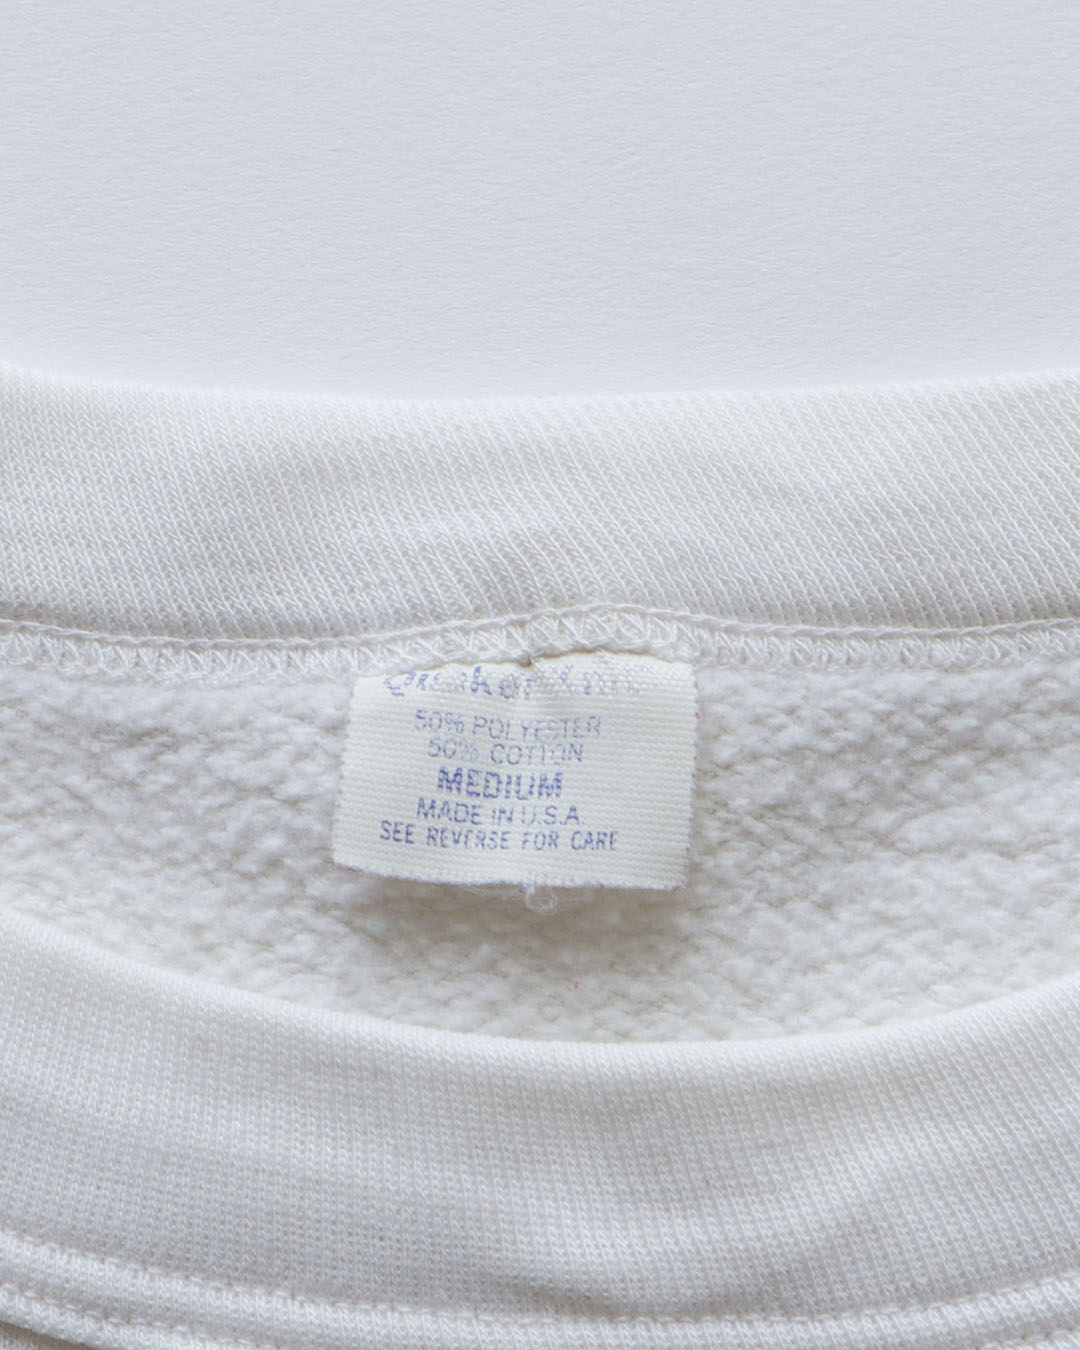 50% POLYESTER
50% COTTON
MEDIUM
MADE IN U.S.A.
SEE REVERSE FOR CARE